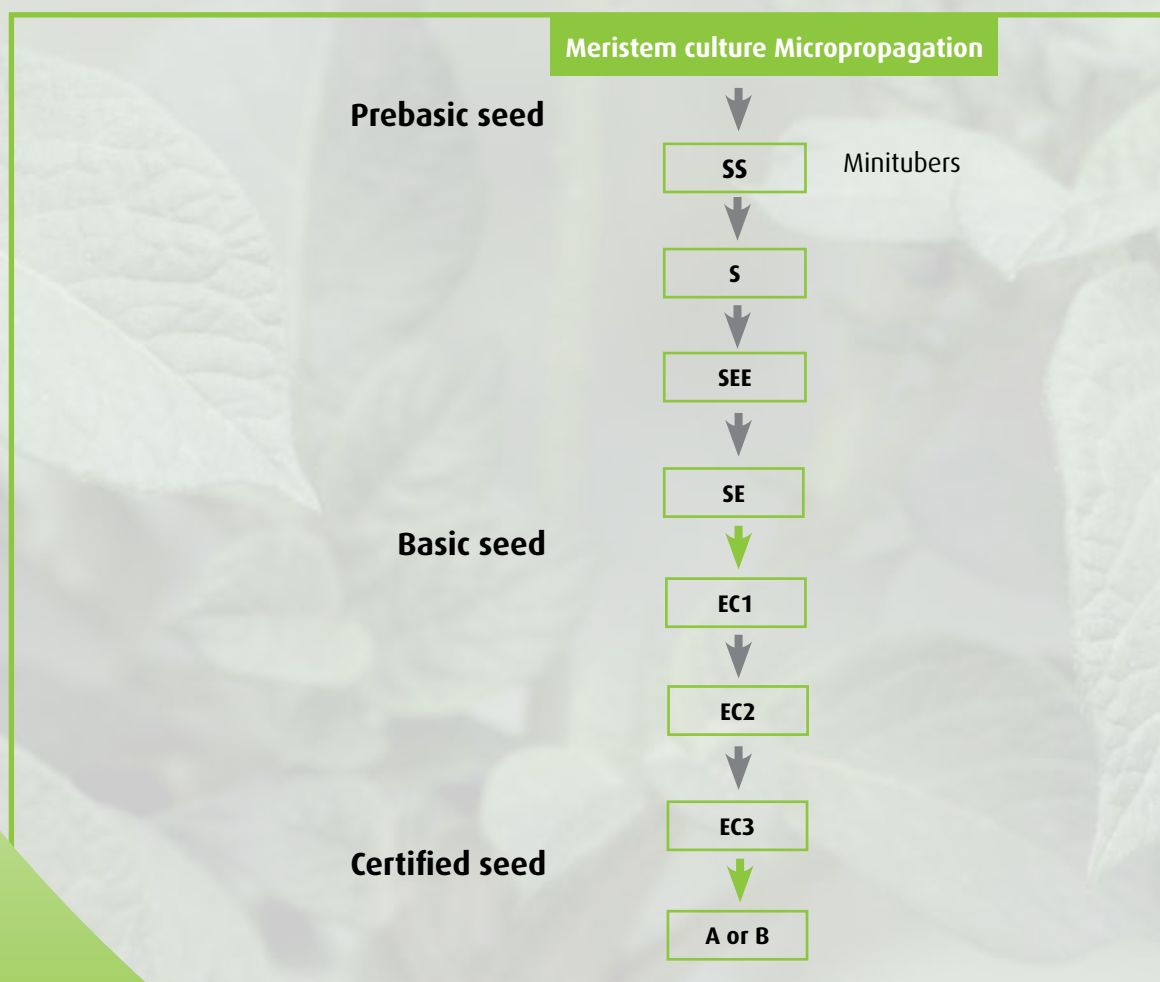 Meristem culture Micropropagation
Prebasic seed
SS
Minitubers
S
SEE
SE
Basic seed
EC1
EC2
EC3
Certified seed
A or B